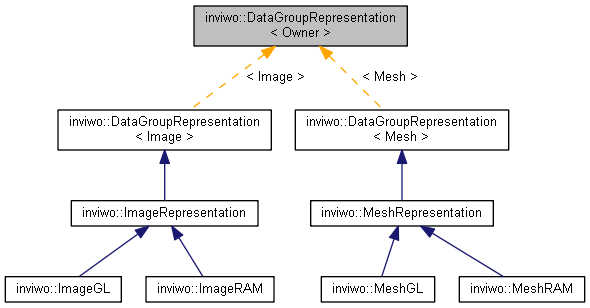 inviwo::DataGroupRepresentation
< Owner >
< Image >
< Mesh >
inviwo::DataGroupRepresentation
< Image >
inviwo::DataGroupRepresentation
< Mesh >
inviwo::ImageRepresentation
inviwo::MeshRepresentation
inviwo::ImageGL
inviwo::ImageRAM
inviwo::MeshGL
inviwo::MeshRAM